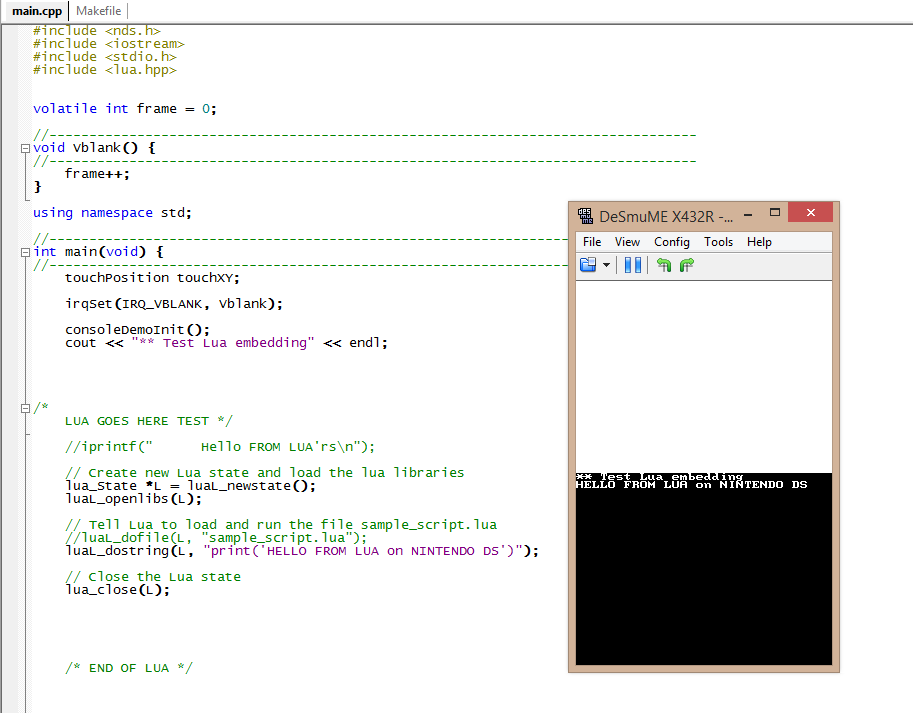 main.cpp Makefile
#include <nds.h>
#include <iostream>
#include <stdio.h>
#include <lua.hpp>
volatile int frame = 0;
//---------------------------------------------------------------------------------
void Vblank() {
//---------------------------------------------------------------------------------
frame++;
}
using namespace std;
//---------------------------------------------------------------------------------
int main(void) {
//---------------------------------------------------------------------------------
touchPosition touchXY;
irqSet(IRQ_VBLANK, Vblank);
consoleDemoInit();
cout << "** Test Lua embedding" << endl;
/*
LUA GOES HERE TEST */
//iprintf("      Hello FROM LUA'rs\n");
// Create new Lua state and load the lua libraries
lua_State *L = luaL_newstate();
luaL_openlibs(L);
// Tell Lua to load and run the file sample_script.lua
//luaL_dofile(L, "sample_script.lua");
luaL_dostring(L, "print('HELLO FROM LUA on NINTENDO DS')");
// Close the Lua state
lua_close(L);
/* END OF LUA */
DeSmuME X432R -...
File View Config Tools Help
** Test Lua embedding
HELLO FROM LUA on NINTENDO DS